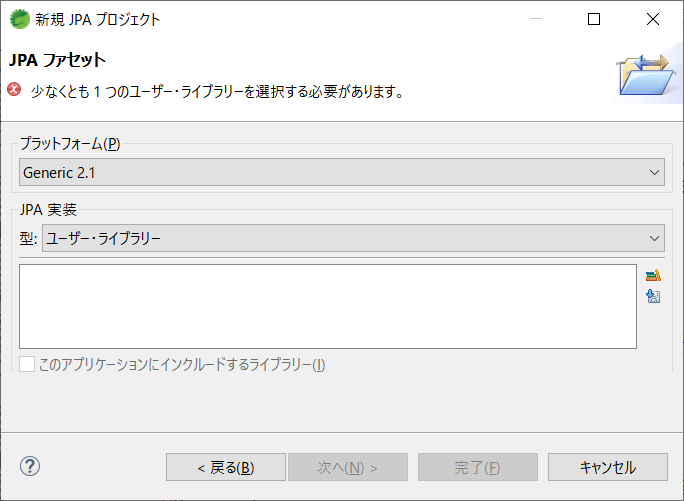 新規 JPA プロジェクト
JPA ファセット
少なくとも 1 つのユーザー・ライブラリーを選択する必要があります。
プラットフォーム(P)
Generic 2.1
JPA 実装
型: ユーザー・ライブラリー
このアプリケーションにインクルードするライブラリー(I)
< 戻る(B) 次へ(N) > 完了(F) キャンセル